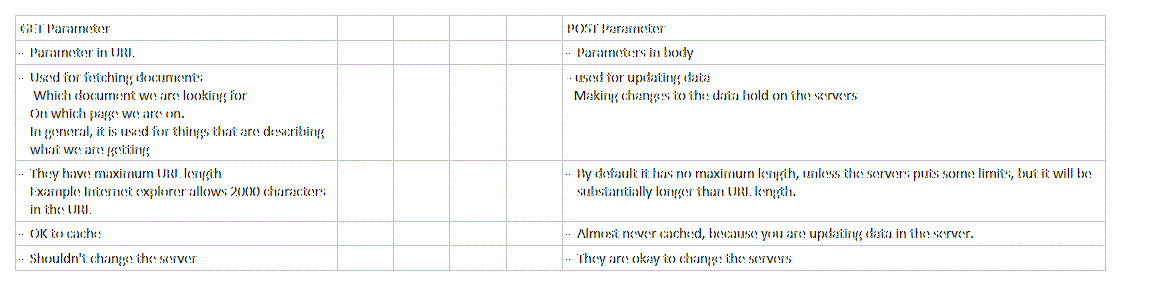 GET Parameter
POST Parameter
- Parameter in URL
- Parameters in body
- Used for fetching documents
Which document we are looking for
On which page we are on.
In general, it is used for things that are describing
what we are getting
- used for updating data
Making changes to the data hold on the servers
- They have maximum URL length
Example Internet explorer allows 2000 characters
in the URL
- By default it has no maximum length, unless the servers puts some limits, but it will be
substantially longer than URL length.
- OK to cache
- Almost never cached, because you are updating data in the server.
- Shouldn't change the server
- They are okay to change the servers